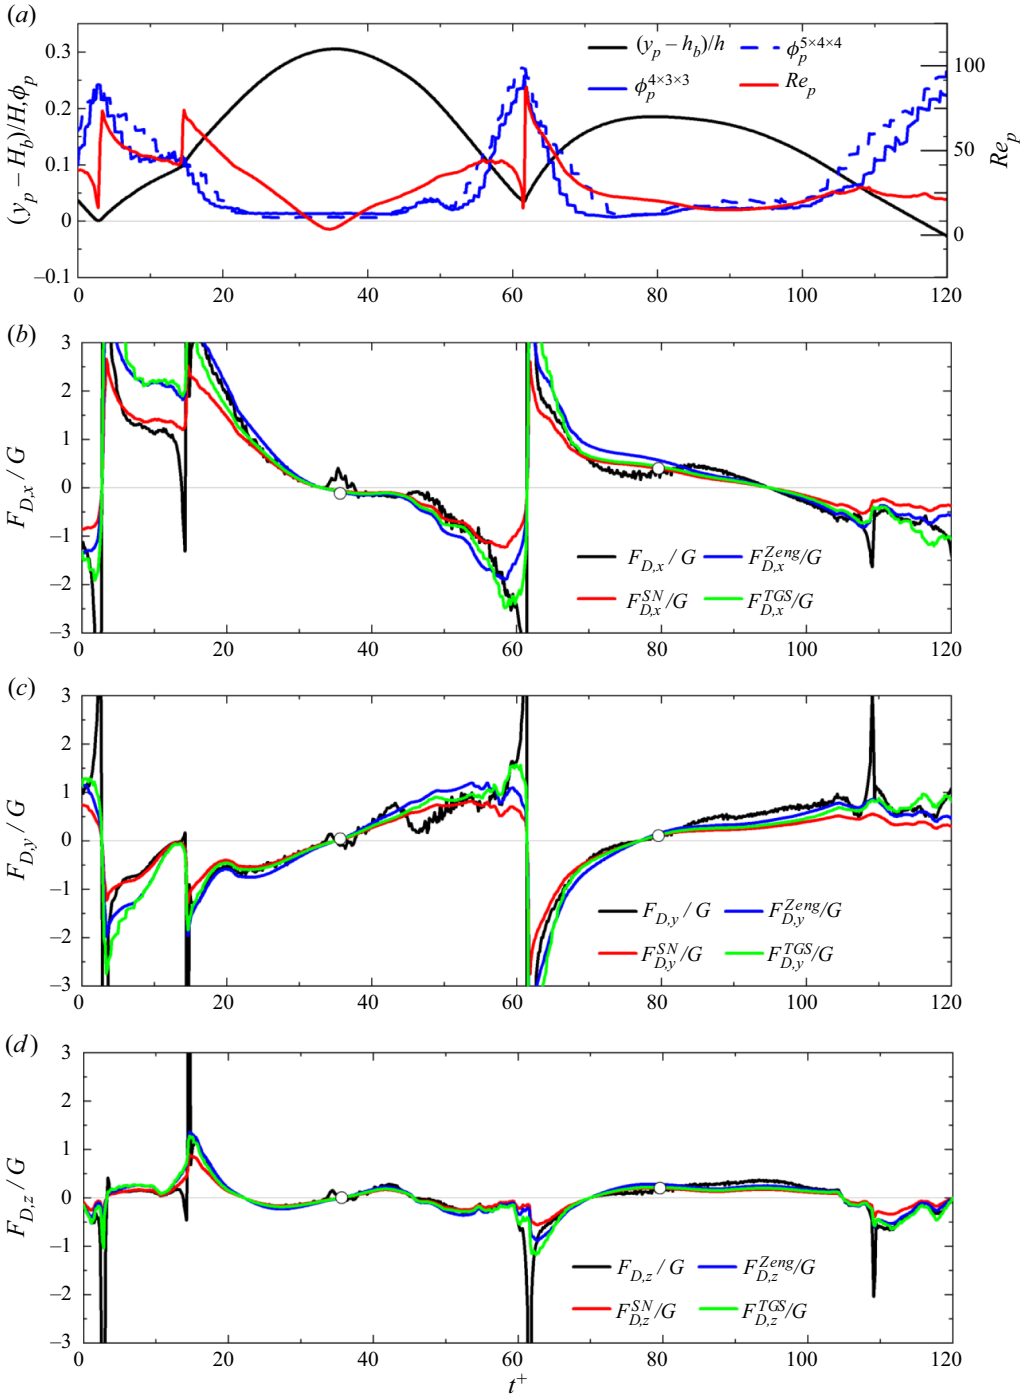 (a)
0.3
0.2
0.1
0
−0.1
(y_p − H_b)/H,ϕ_p
(y_p − h_b)/h
ϕ_p^{5×4×4}
ϕ_p^{4×3×3}
Re_p
100
50
0
Re_p
0 20 40 60 80 100 120
(b)
3
2
1
0
−1
−2
−3
F_{D,x} / G
F_{D,x} / G
F_{D,x}^{Zeng}/G
F_{D,x}^{SN}/G
F_{D,x}^{TGS}/G
0 20 40 60 80 100 120
(c)
3
2
1
0
−1
−2
−3
F_{D,y} / G
F_{D,y} / G
F_{D,y}^{Zeng}/G
F_{D,y}^{SN}/G
F_{D,y}^{TGS}/G
0 20 40 60 80 100 120
(d)
3
2
1
0
−1
−2
−3
F_{D,z} / G
F_{D,z} / G
F_{D,z}^{Zeng}/G
F_{D,z}^{SN}/G
F_{D,z}^{TGS}/G
0 20 40 60 80 100 120
t^+